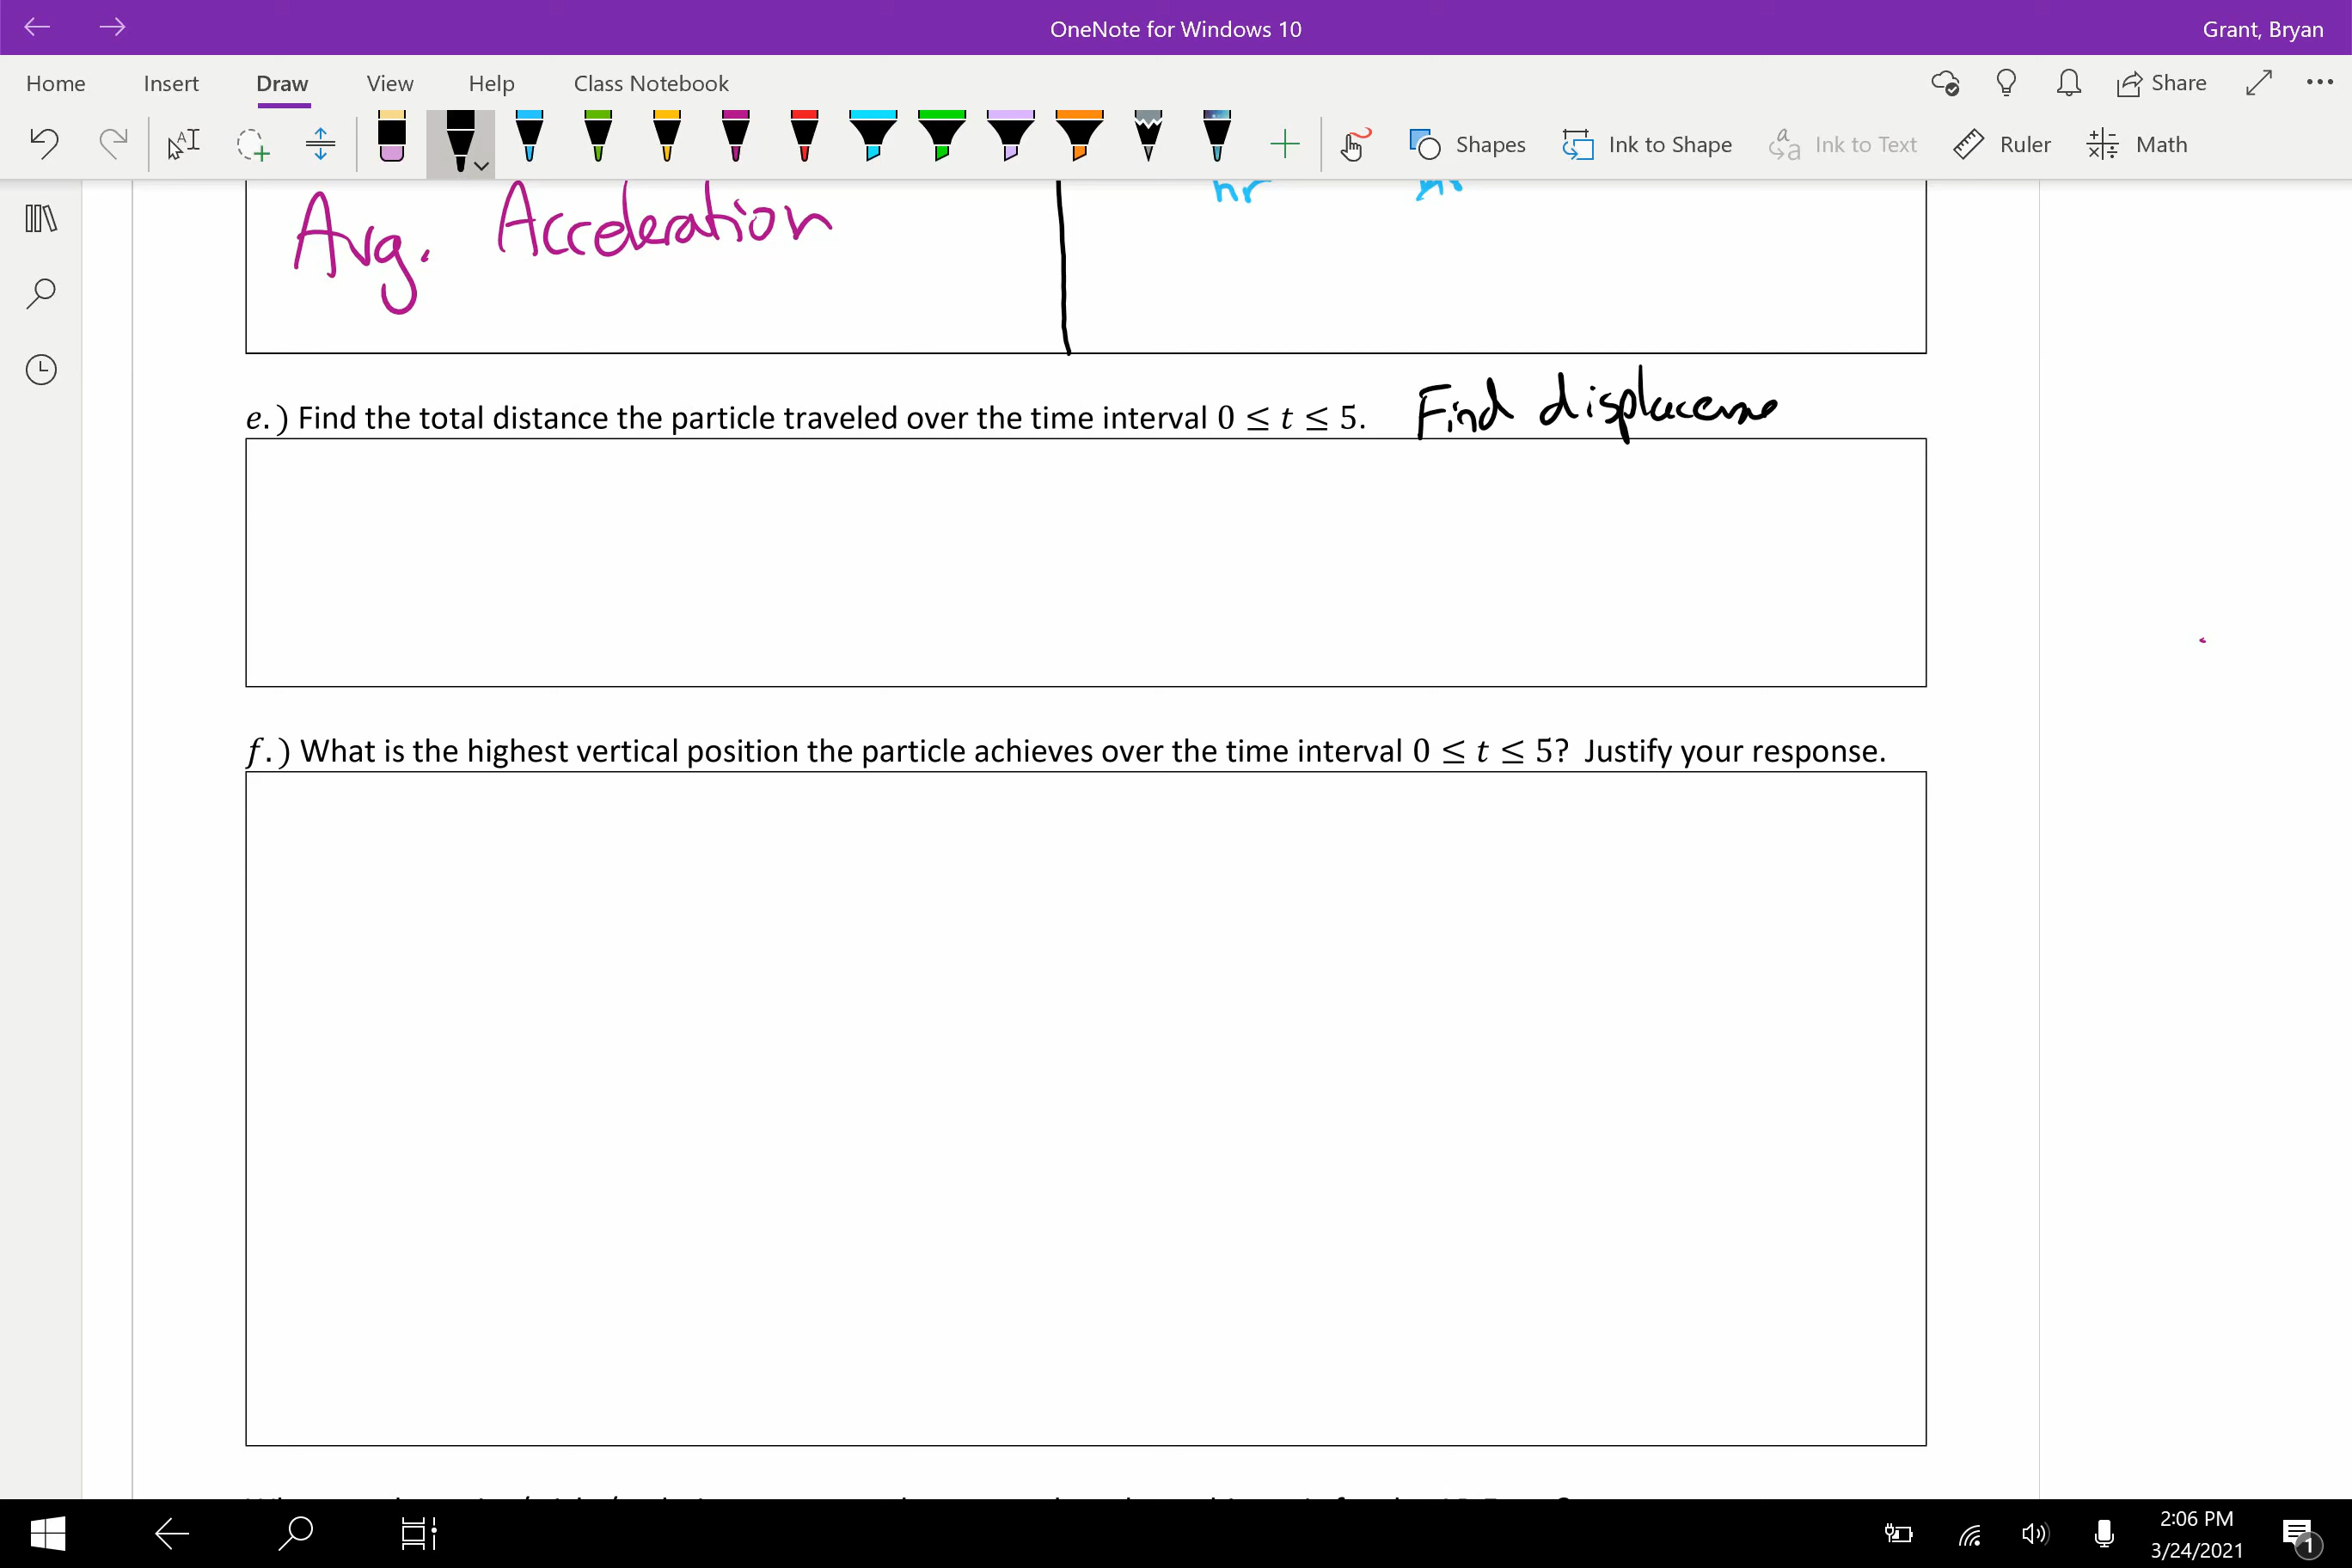 OneNote for Windows 10
Grant, Bryan
Home Insert Draw View Help Class Notebook Share
Shapes Ink to Shape Ink to Text Ruler Math
hr hr
Avg. Acceleration
e.) Find the total distance the particle traveled over the time interval 0 ≤ t ≤ 5. Find displaceme
f.) What is the highest vertical position the particle achieves over the time interval 0 ≤ t ≤ 5? Justify your response.
2:06 PM
3/24/2021
1